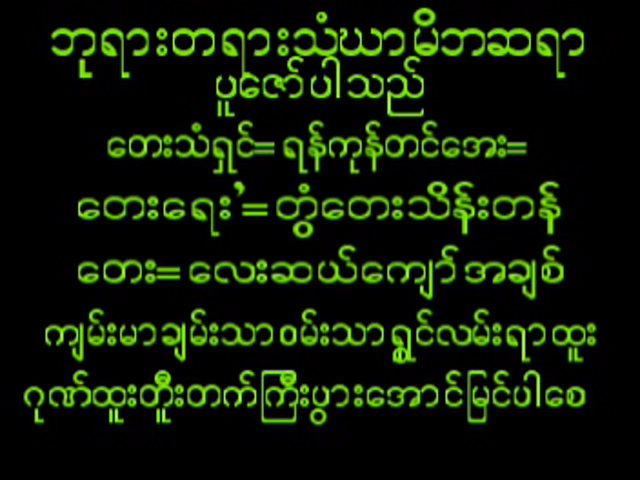 ဘုရားတရားသံဃာမိဘဆရာ
ပူဇော်ပါသည်
တေးသံရှင်= ရန်ကုန်တင်အေး=
တေးရေး'= တွံတေးသိန်းတန်
တေး= လေးဆယ်ကျော် အချစ်
ကျမ်းမာချမ်းသာဝမ်းသာ ရွှင်လမ်းရာထူး
ဂုဏ်ထူးတိုးတက်ကြီးပွားအောင်မြင်ပါစေ